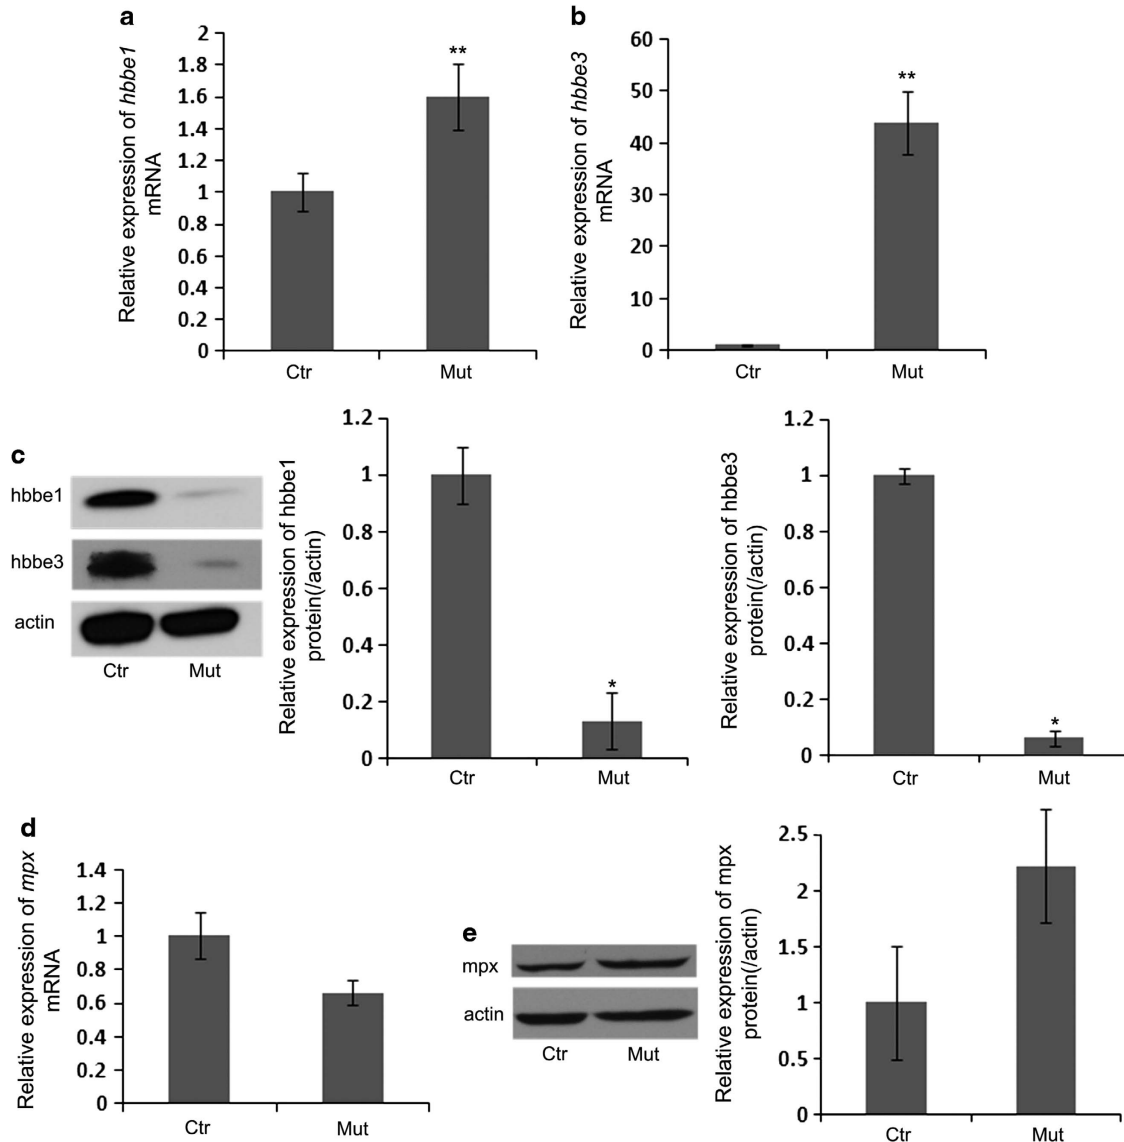 a
Relative expression of hbbe1
mRNA
2
1.8
1.6
1.4
1.2
1
0.8
0.6
0.4
0.2
0
**
Ctr
Mut
b
Relative expression of hbbe3
mRNA
60
50
40
30
20
10
0
**
Ctr
Mut
c
hbbe1
hbbe3
actin
Ctr
Mut
Relative expression of hbbe1
protein(/actin)
1.2
1
0.8
0.6
0.4
0.2
0
*
Ctr
Mut
Relative expression of hbbe3
protein(/actin)
1.2
1
0.8
0.6
0.4
0.2
0
*
Ctr
Mut
d
Relative expression of mpx
mRNA
1.4
1.2
1
0.8
0.6
0.4
0.2
0
Ctr
Mut
e
mpx
actin
Ctr
Mut
Relative expression of mpx
protein(/actin)
2.5
2
1.5
1
0.5
0
Ctr
Mut